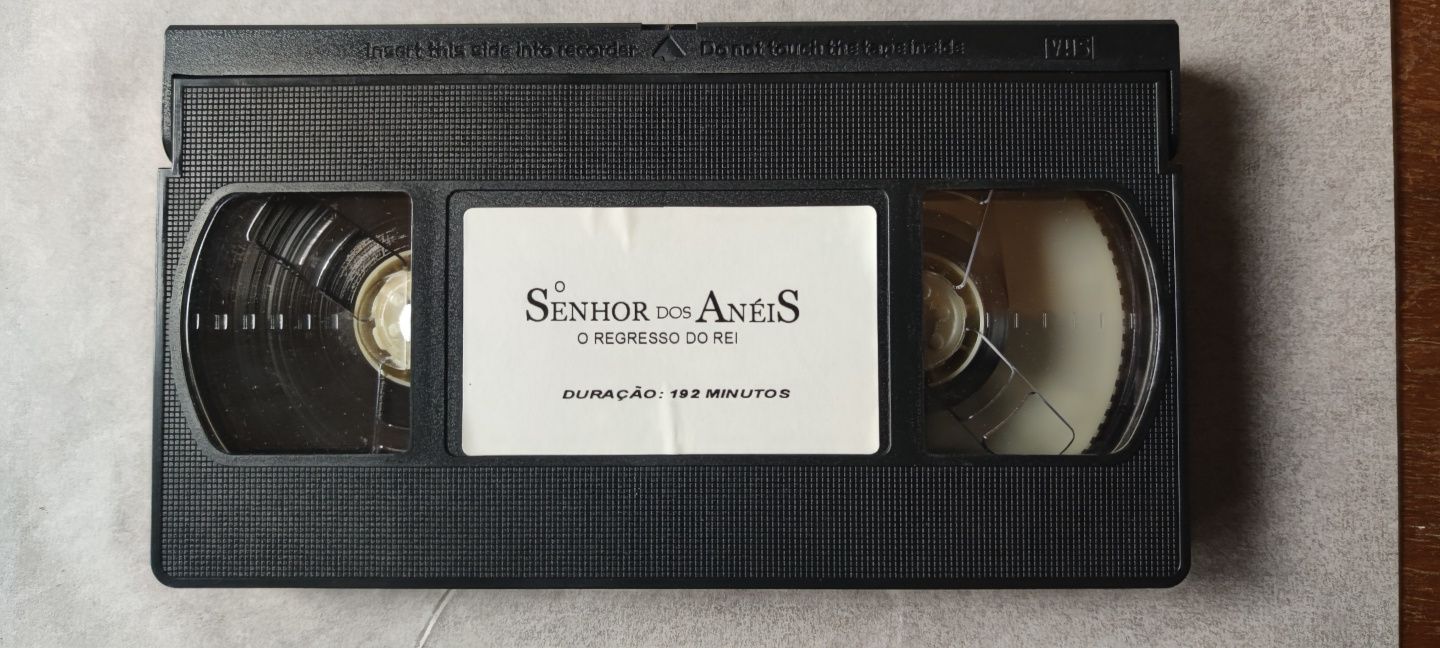 Insert this side into recorder Do not touch the tape inside VHS
O
SENHOR DOS ANÉIS
O REGRESSO DO REI
DURAÇÃO: 192 MINUTOS